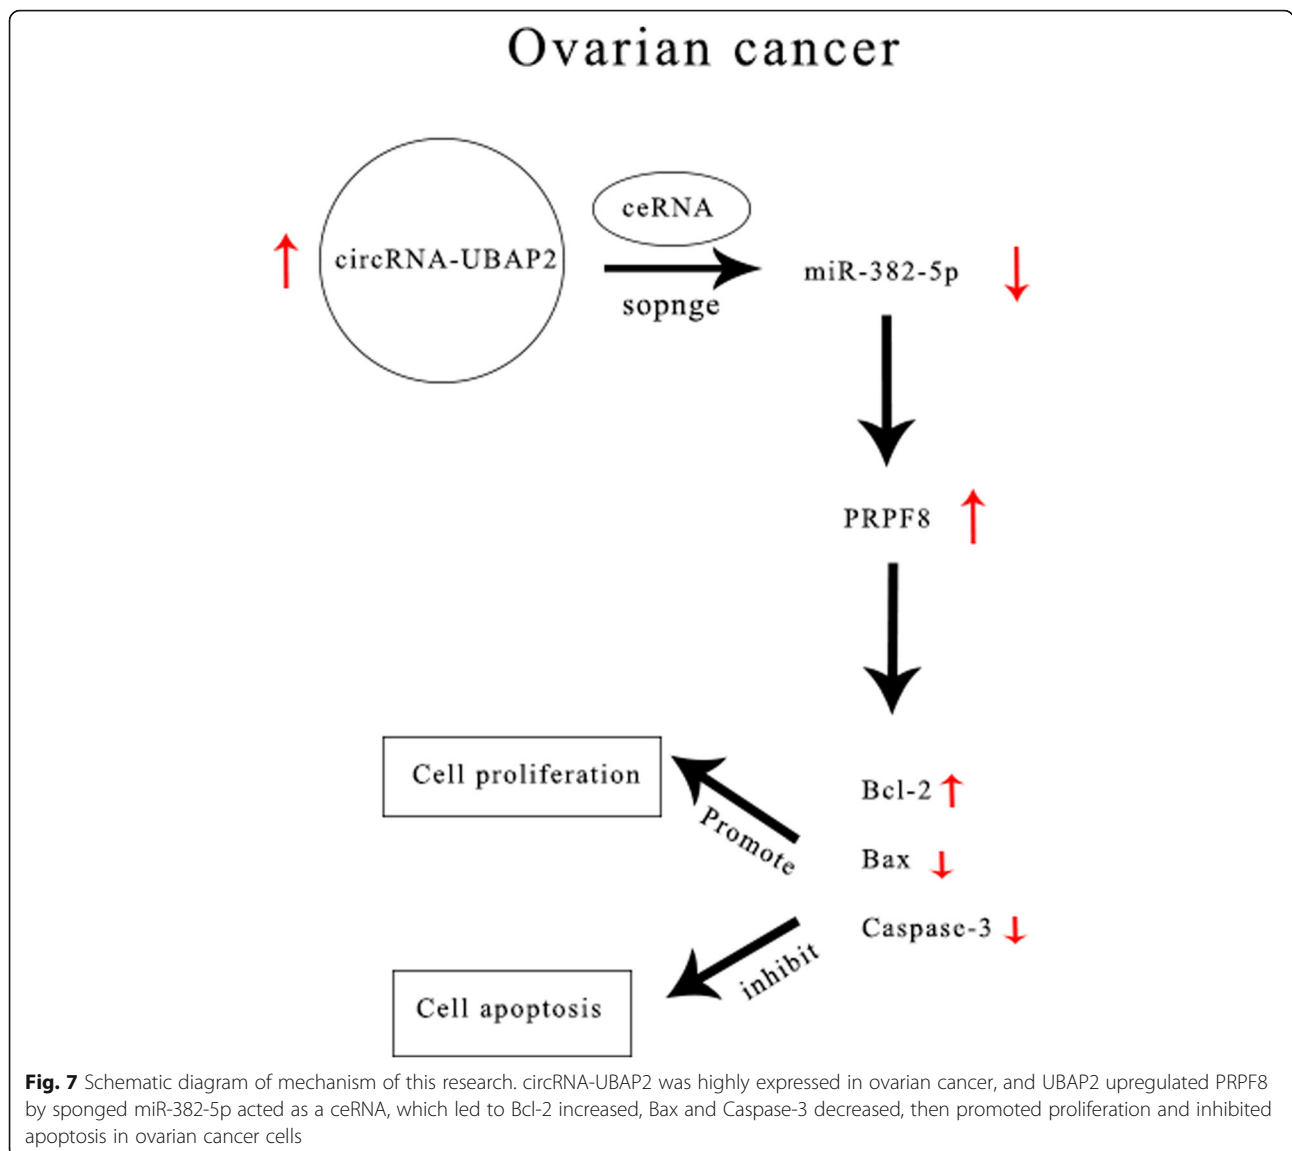 Ovarian cancer
ceRNA
circRNA-UBAP2
sopnge
miR-382-5p
PRPF8
Cell proliferation
Promote
Bcl-2
Bax
Caspase-3
inhibit
Cell apoptosis
Fig. 7 Schematic diagram of mechanism of this research. circRNA-UBAP2 was highly expressed in ovarian cancer, and UBAP2 upregulated PRPF8
by sponged miR-382-5p acted as a ceRNA, which led to Bcl-2 increased, Bax and Caspase-3 decreased, then promoted proliferation and inhibited
apoptosis in ovarian cancer cells